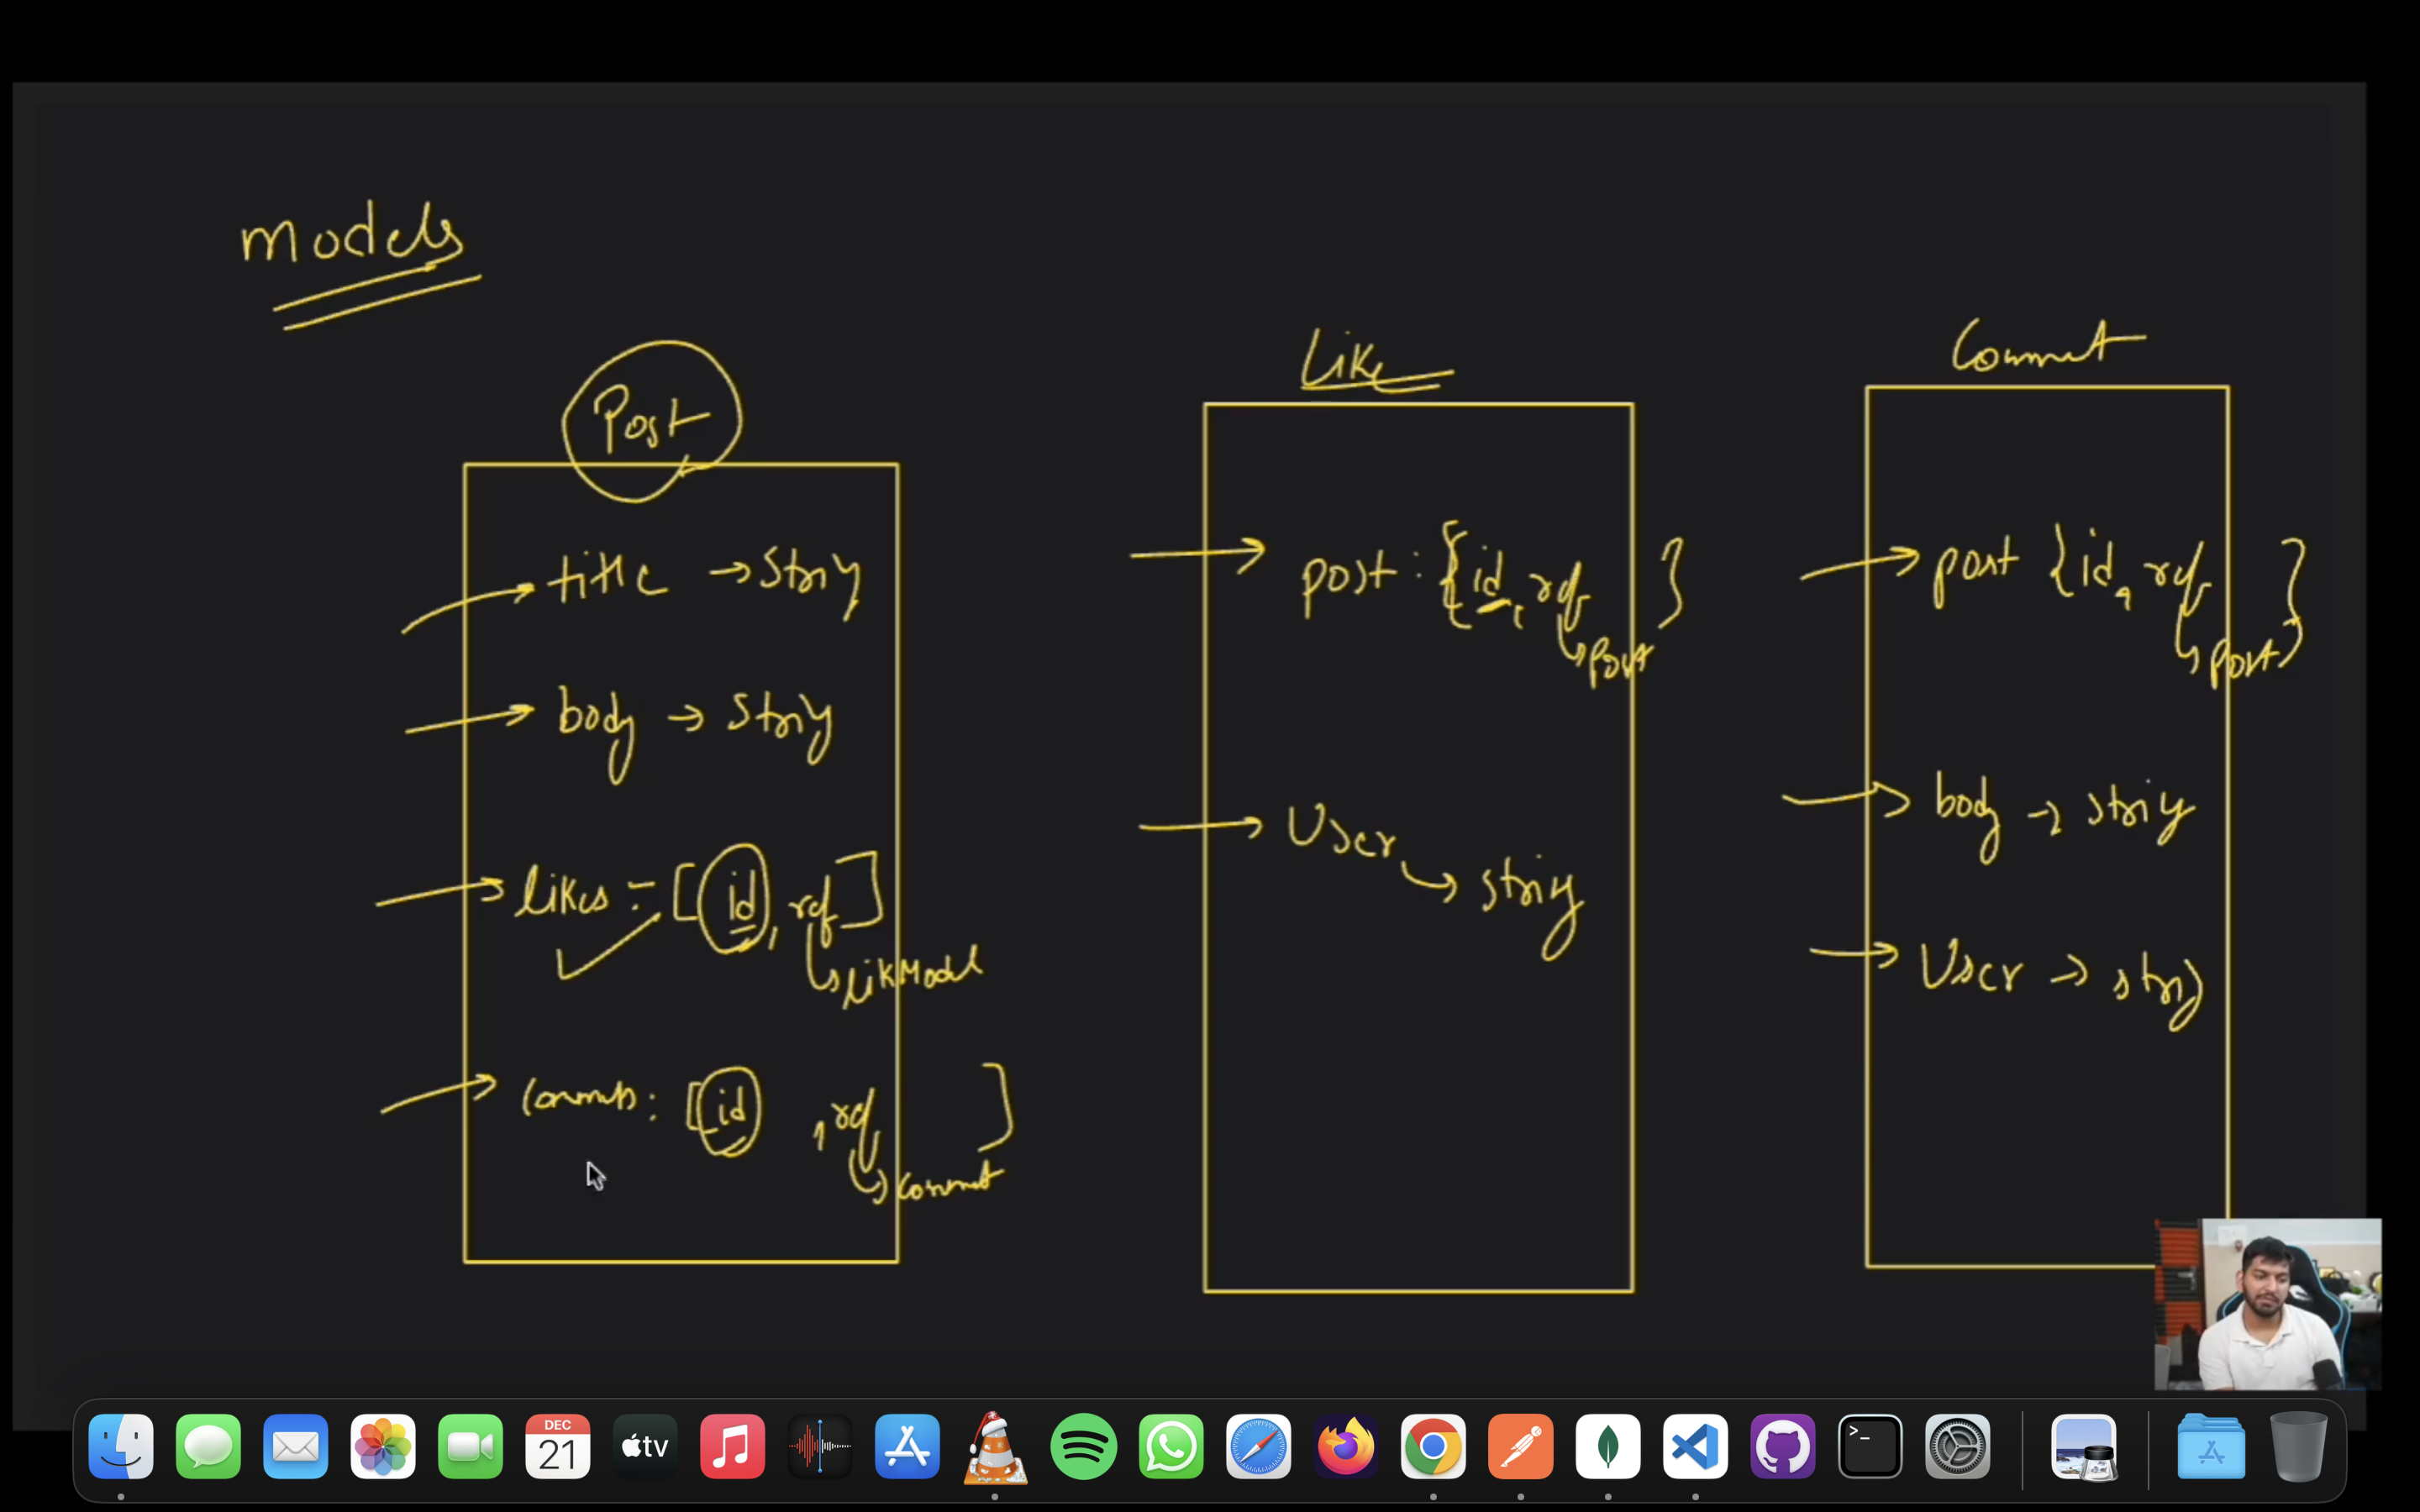 models
Post
title → String
body → String
likes := [id, ref]
↳ LikModel
Comments: [id , ref ]
↳ Comment
Like
post : {id, ref }
↳ Post
User
↳ string
Comment
post {id, ref }
↳ Post
body → string
User → string
DEC
21
tv
>_